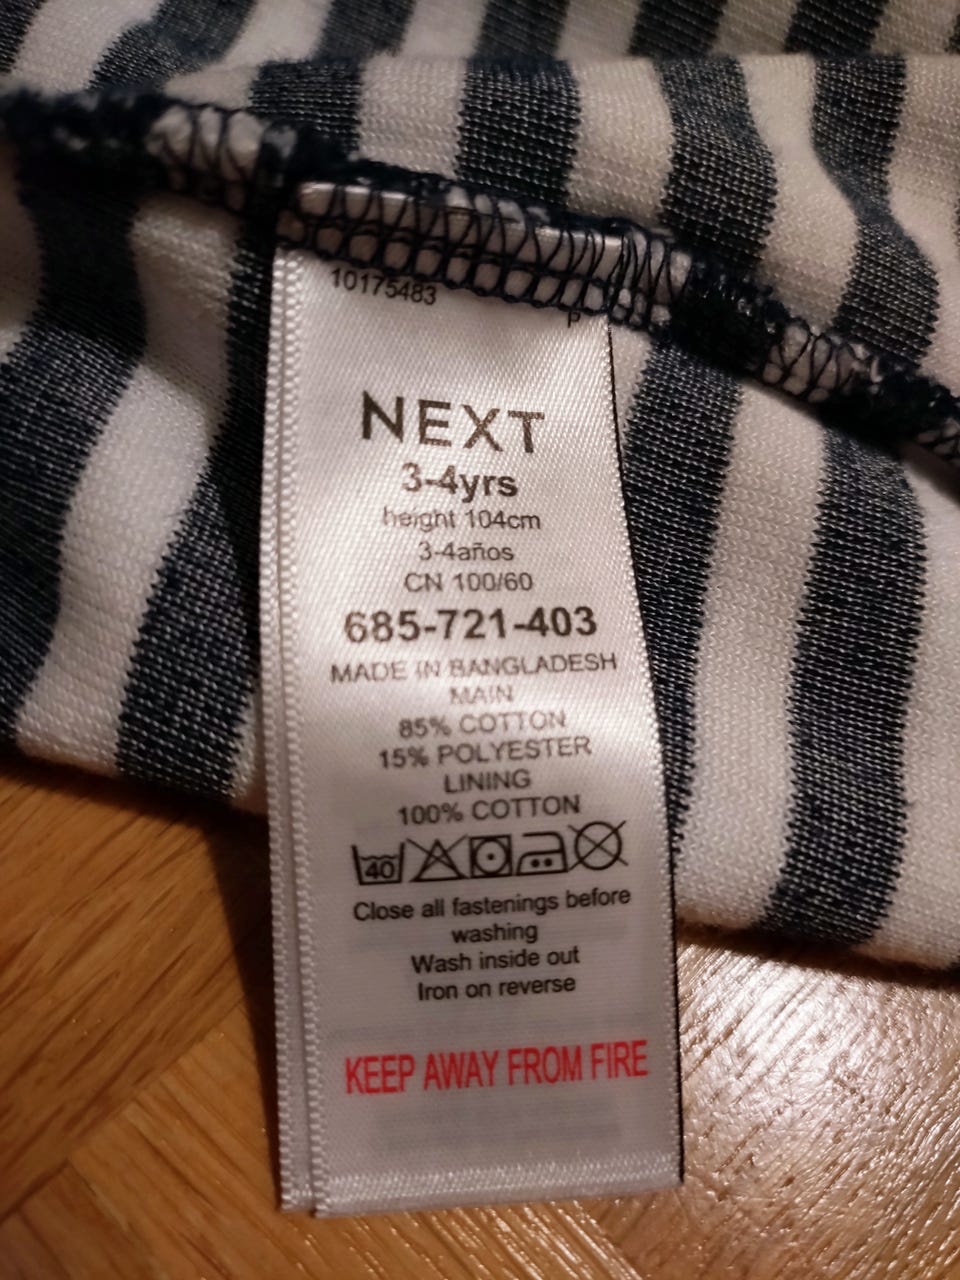 10175483
P
NEXT
3-4yrs
height 104cm
3-4años
CN 100/60
685-721-403
MADE IN BANGLADESH
MAIN
85% COTTON
15% POLYESTER
LINING
100% COTTON
40
Close all fastenings before
washing
Wash inside out
Iron on reverse
KEEP AWAY FROM FIRE